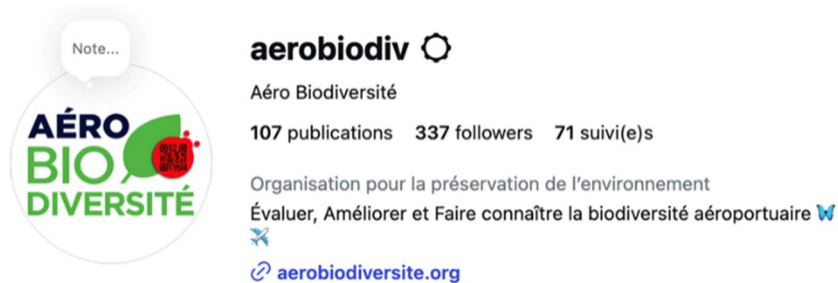 Note...
aerobiodiv
Aéro Biodiversité
107 publications 337 followers 71 suivi(e)s
Organisation pour la préservation de l'environnement
Évaluer, Améliorer et Faire connaître la biodiversité aéroportuaire 🦋
✈️
aerobiodiversite.org
AÉRO
BIO
DIVERSITÉ